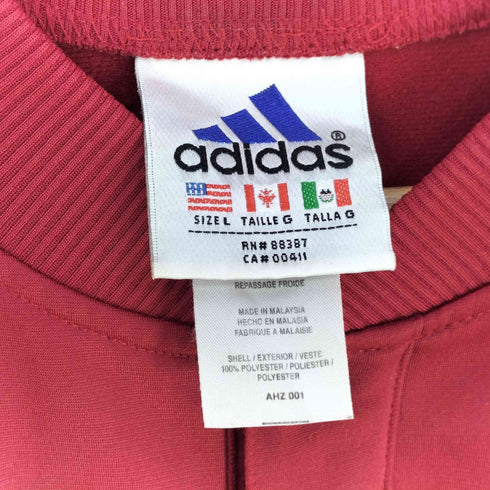 adidas®
SIZE L TAILLE G TALLA G
RN# 88387
CA# 00411
REPASSAGE FROIDE
MADE IN MALAYSIA
HECHO EN MALASIA
FABRIQUE A MALAISIE
SHELL / EXTERIOR / VESTE
100% POLYESTER / POLIESTER /
POLYESTER
AHZ 001